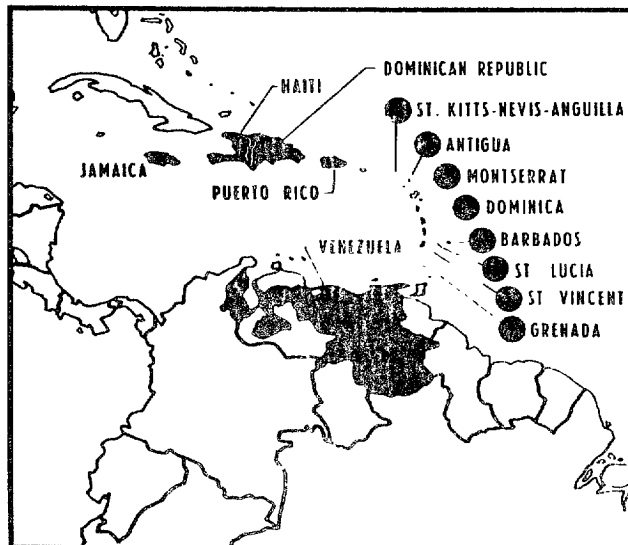 DOMINICAN REPUBLIC
HAITI
ST. KITTS-NEVIS-ANGUILLA
ANTIGUA
JAMAICA
MONTSERRAT
PUERTO RICO
DOMINICA
VENEZUELA
BARBADOS
ST LUCIA
ST VINCENT
GRENADA